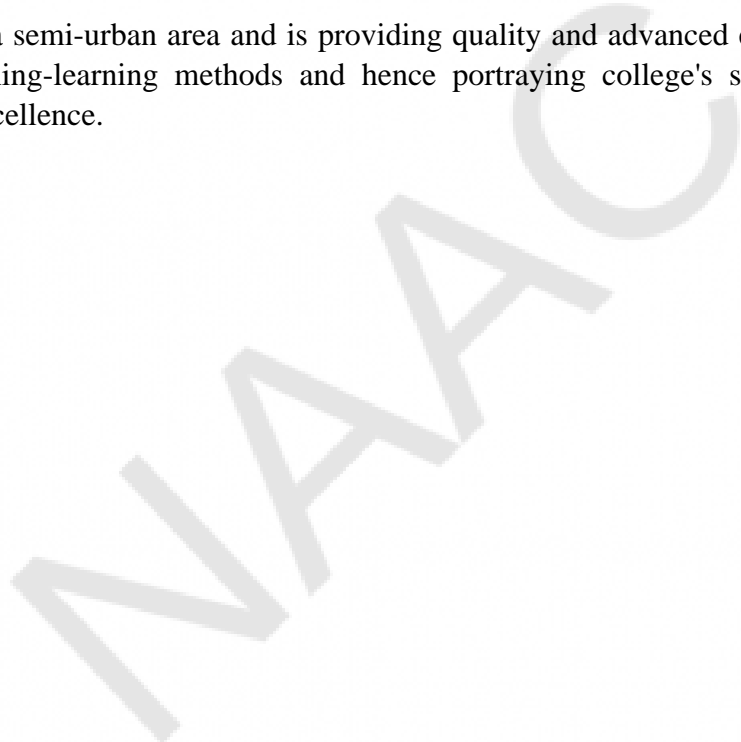 a semi-urban area and is providing quality and advanced
ing-learning methods and hence portraying college's
cellence.
NAAC